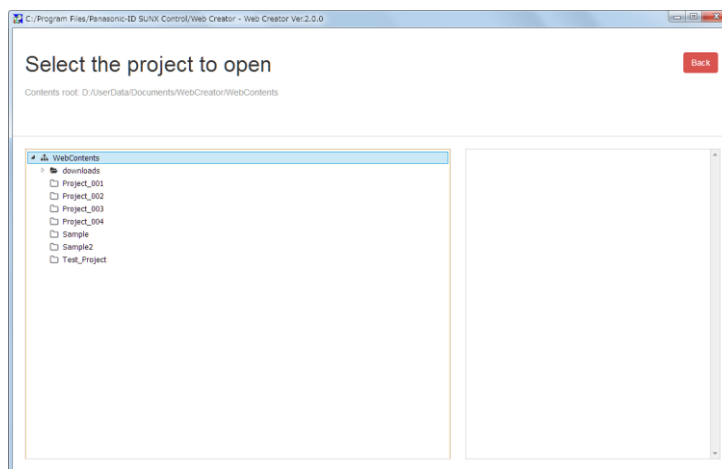 C:/Program Files/Panasonic-ID SUNX Control/Web Creator - Web Creator Ver.2.0.0
Select the project to open
Back
Contents root: D:/UserData/Documents/WebCreator/WebContents
WebContents
downloads
Project_001
Project_002
Project_003
Project_004
Sample
Sample2
Test_Project